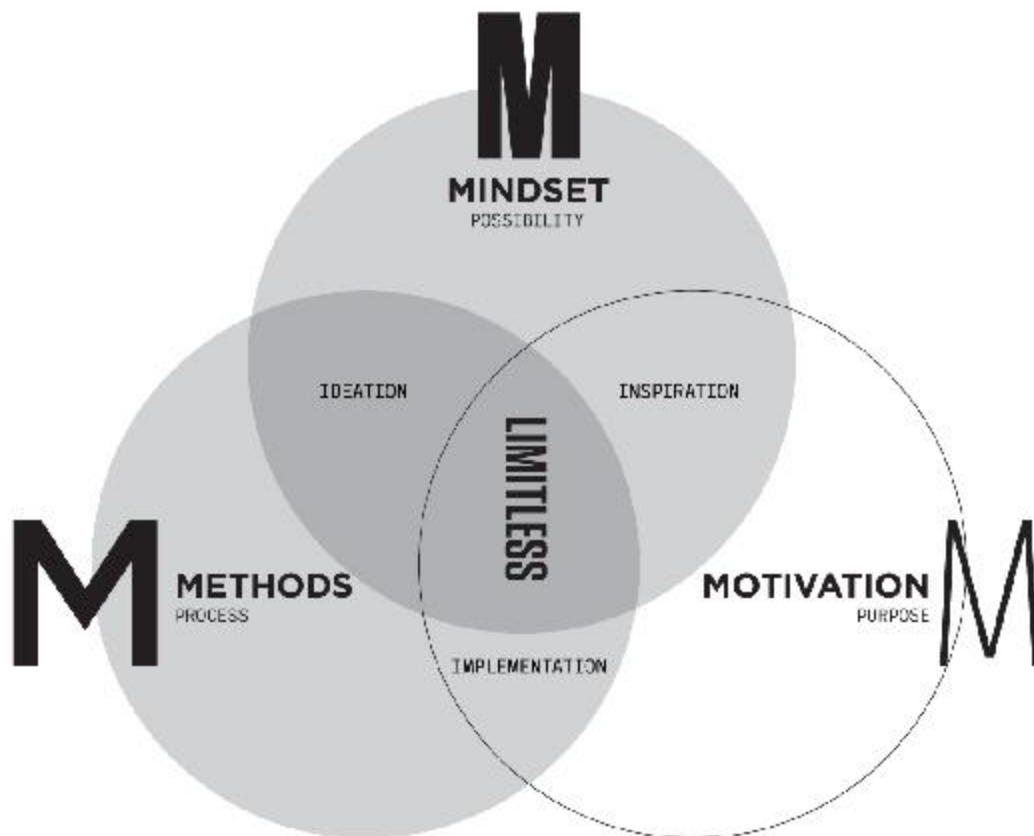 M
MINDSET
POSSIBILITY
IDEATION
INSPIRATION
LIMITLESS
M
METHODS
PROCESS
MOTIVATION
PURPOSE
M
IMPLEMENTATION